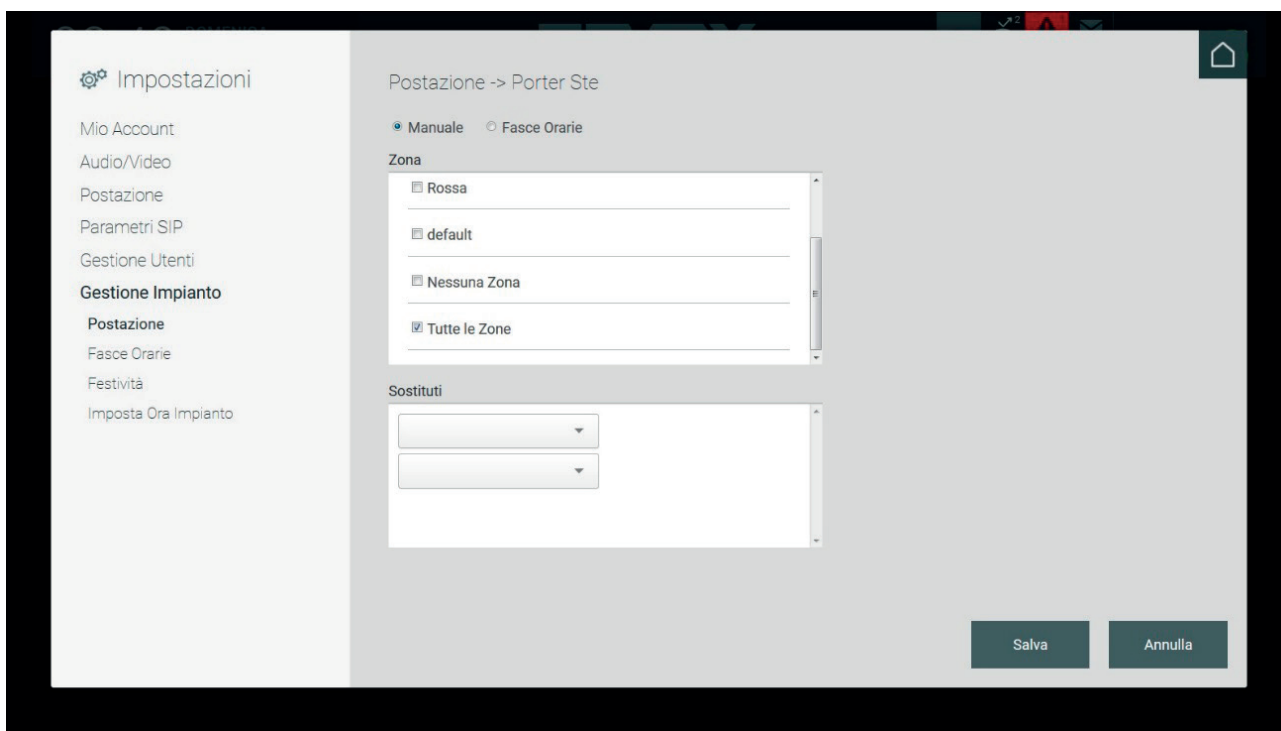 Impostazioni
Mio Account
Audio/Video
Postazione
Parametri SIP
Gestione Utenti
Gestione Impianto
Postazione
Fasce Orarie
Festività
Imposta Ora Impianto
Postazione -> Porter Ste
Manuale
Fasce Orarie
Zona
Rossa
default
Nessuna Zona
Tutte le Zone
Sostituti
Salva
Annulla